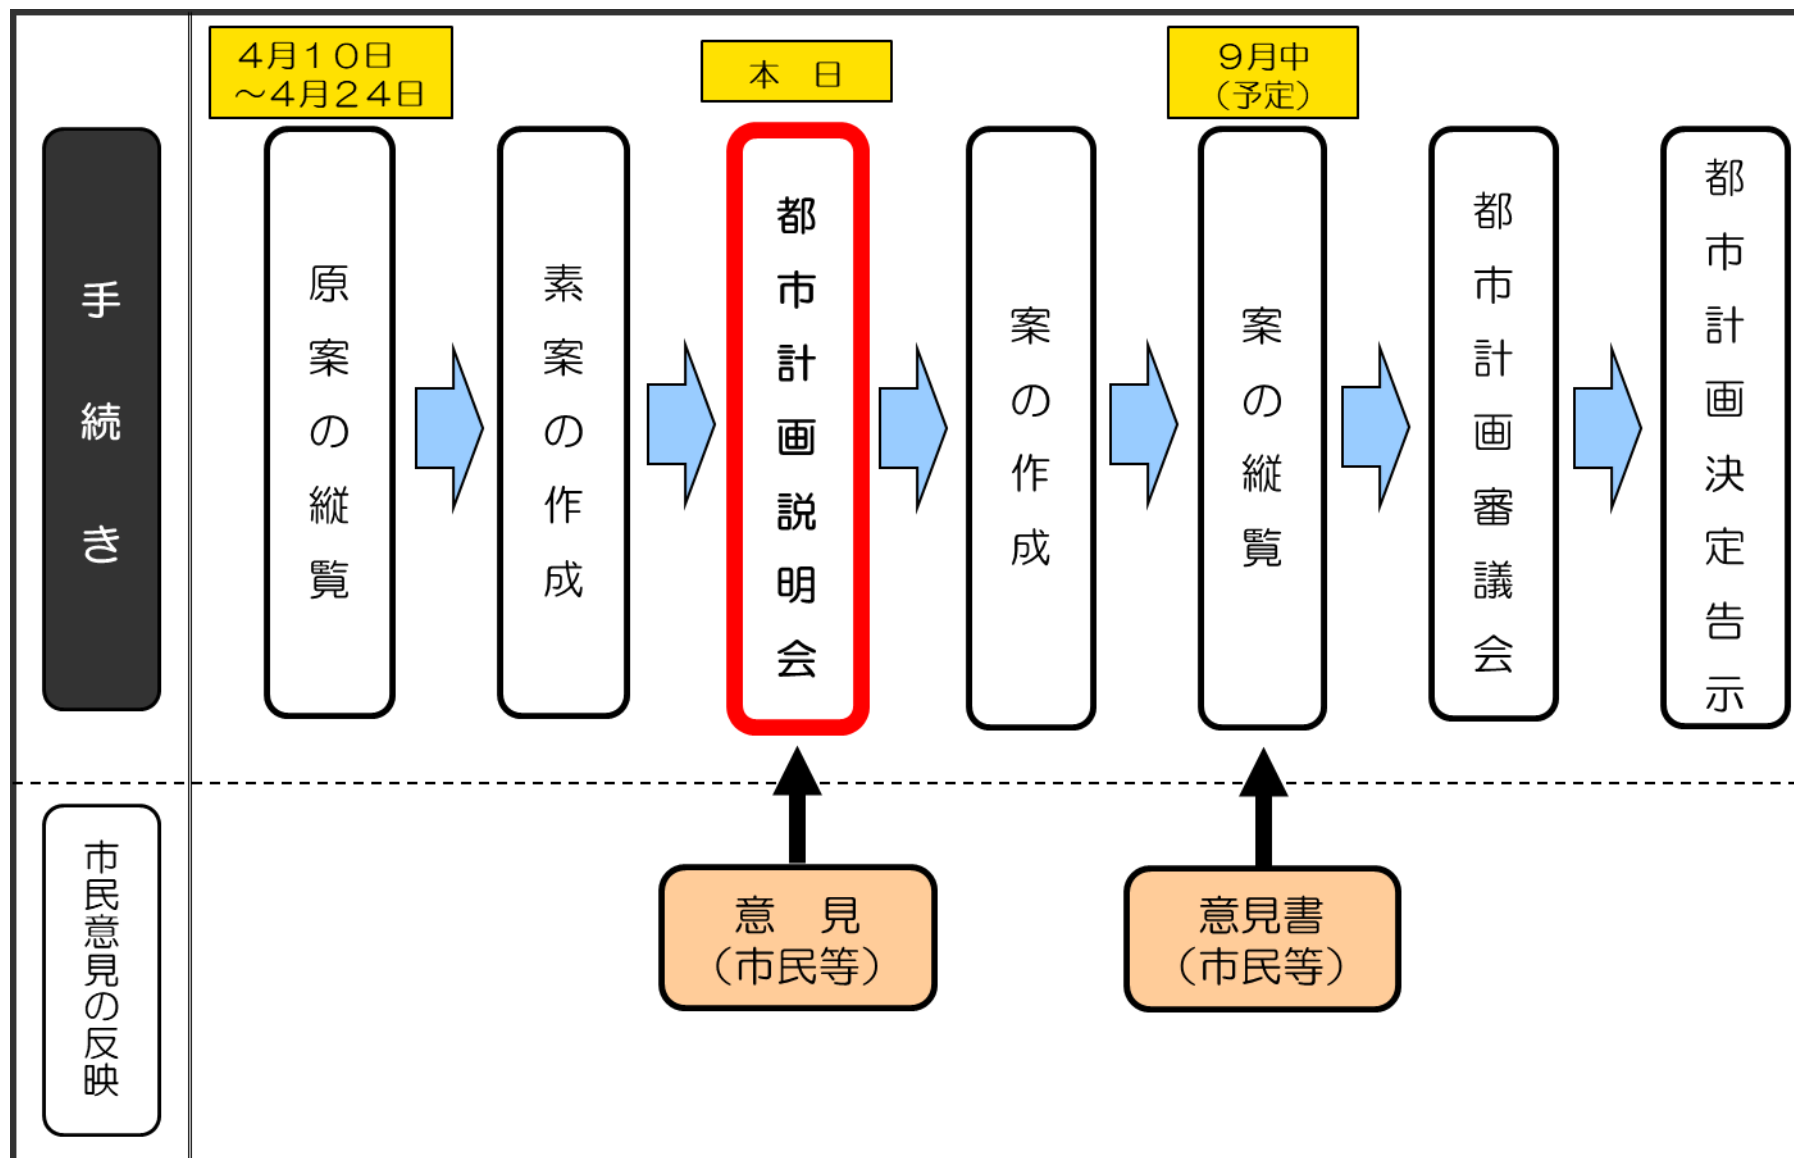 4月10日
～4月24日
本　日
9月中
(予定)
手続き
原案の縦覧
素案の作成
都市計画説明会
案の作成
案の縦覧
都市計画審議会
都市計画決定告示
市民意見の反映
意　見
(市民等)
意見書
(市民等)